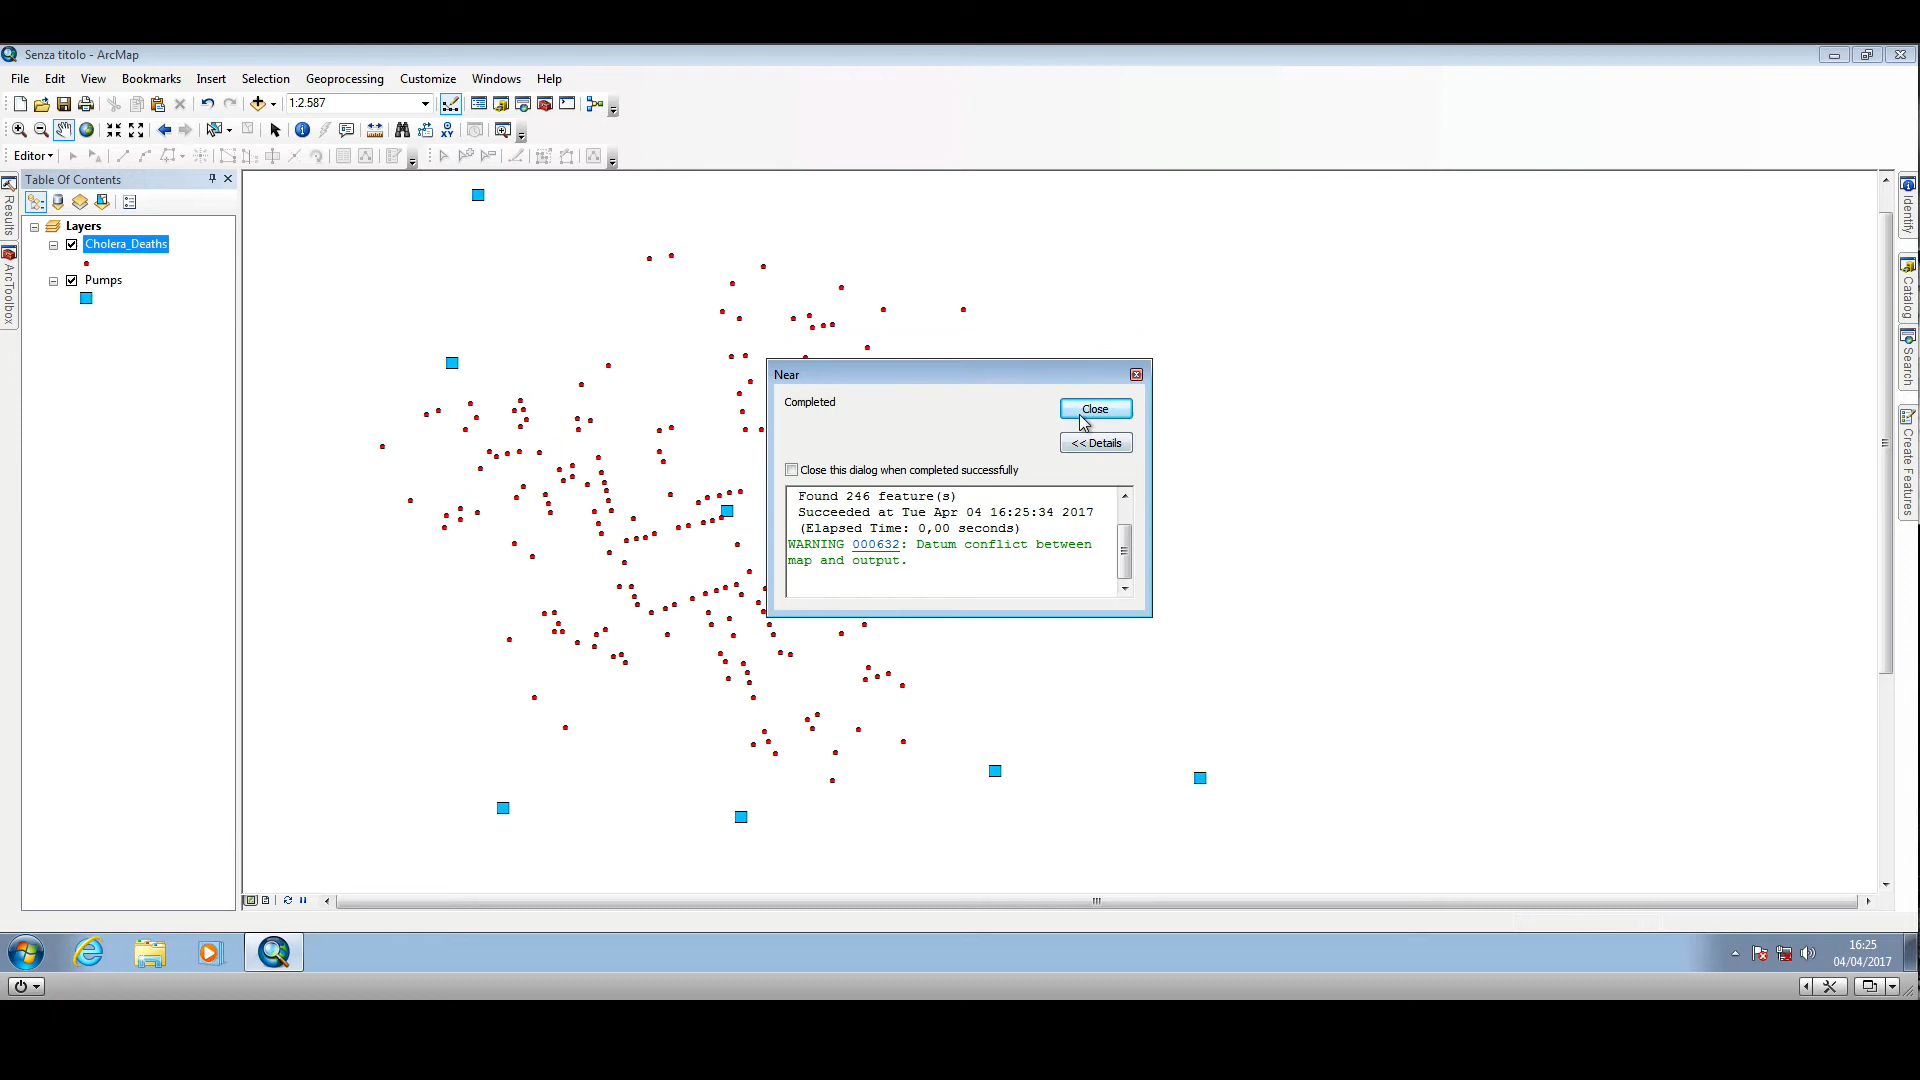 Senza titolo - ArcMap
File Edit View Bookmarks Insert Selection Geoprocessing Customize Windows Help
1:2.587
Editor
Table Of Contents
Layers
Cholera_Deaths
Pumps
Results
ArcToolbox
Near
Completed
Close
<< Details
Close this dialog when completed successfully
Found 246 feature(s)
Succeeded at Tue Apr 04 16:25:34 2017
(Elapsed Time: 0,00 seconds)
WARNING 000632: Datum conflict between
map and output.
Identify
Catalog
Search
Create Features
16:25
04/04/2017